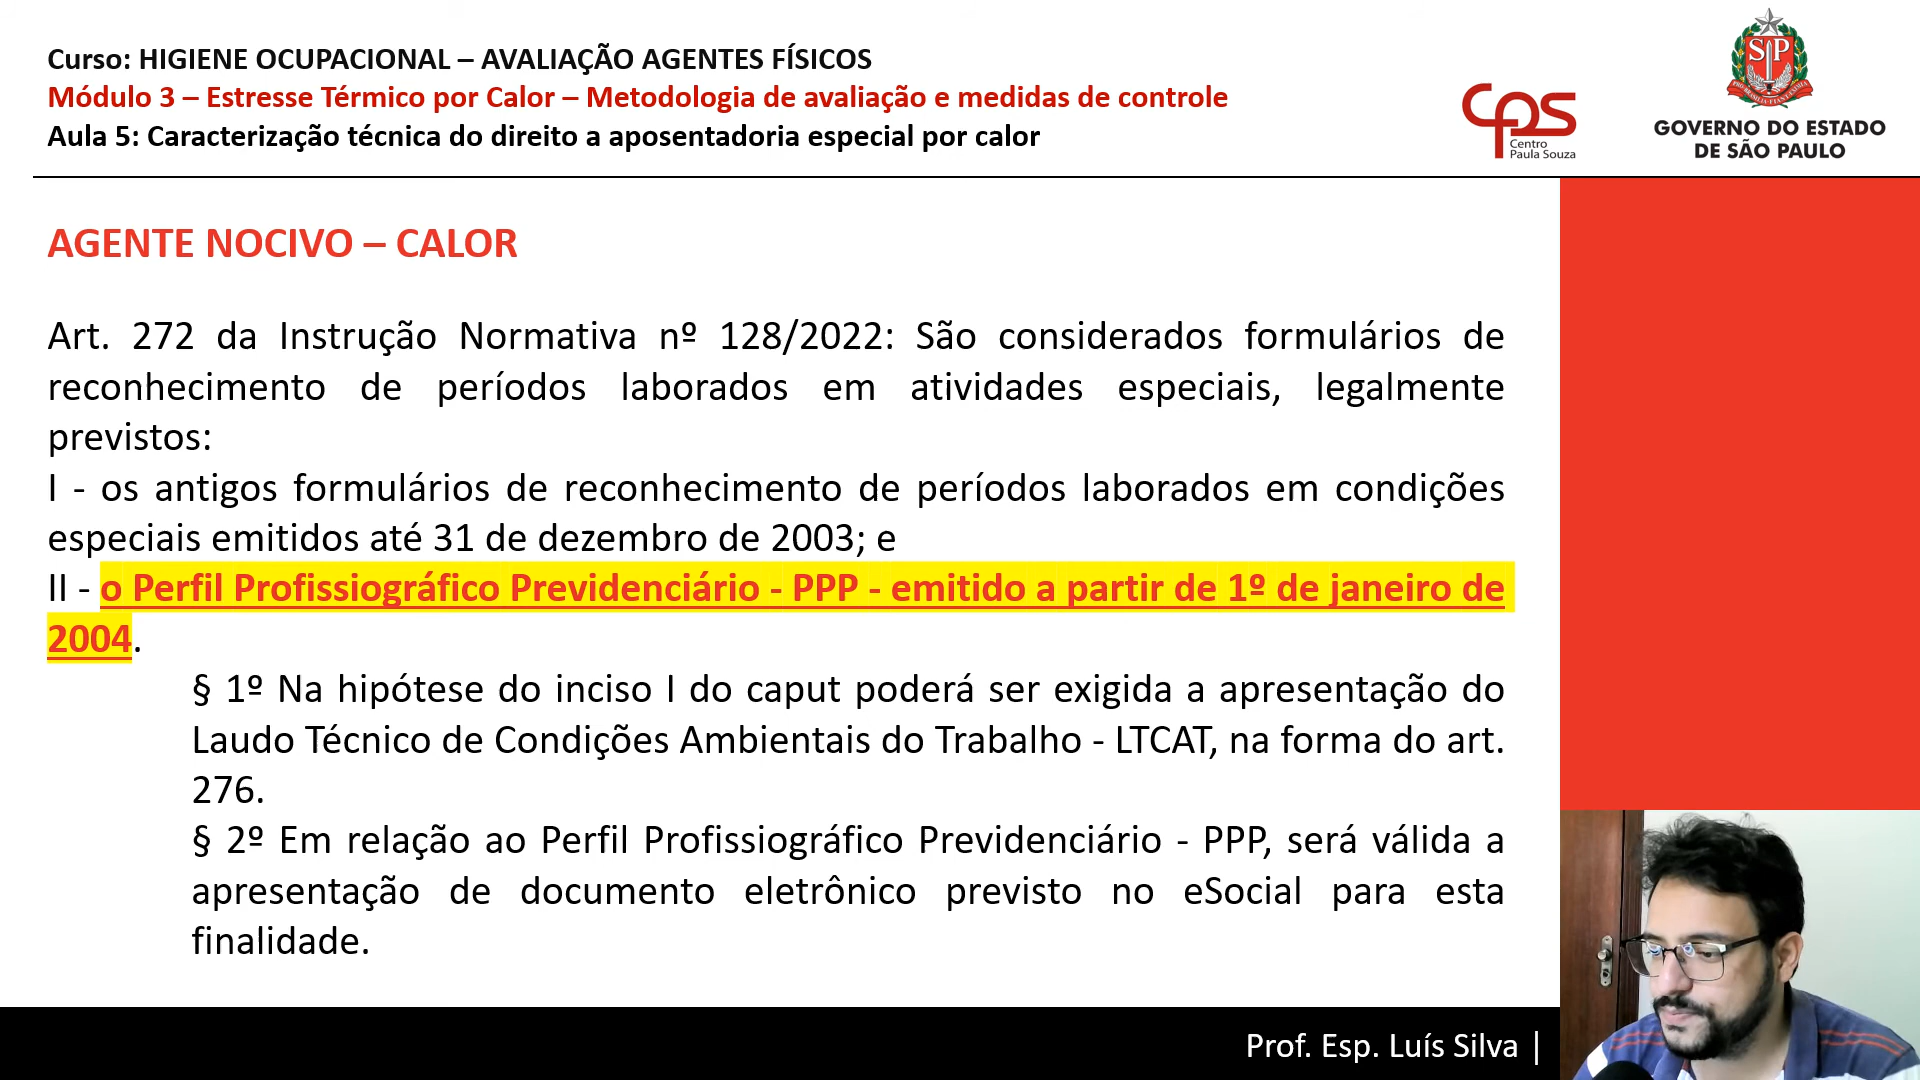 Curso: HIGIENE OCUPACIONAL – AVALIAÇÃO AGENTES FÍSICOS
Módulo 3 – Estresse Térmico por Calor – Metodologia de avaliação e medidas de controle
Aula 5: Caracterização técnica do direito a aposentadoria especial por calor
cps
Centro
Paula Souza
SP
GOVERNO DO ESTADO
DE SÃO PAULO
AGENTE NOCIVO – CALOR
Art. 272 da Instrução Normativa nº 128/2022: São considerados formulários de
reconhecimento de períodos laborados em atividades especiais, legalmente
previstos:
I - os antigos formulários de reconhecimento de períodos laborados em condições
especiais emitidos até 31 de dezembro de 2003; e
II - o Perfil Profissiográfico Previdenciário - PPP - emitido a partir de 1º de janeiro de
2004.
§ 1º Na hipótese do inciso I do caput poderá ser exigida a apresentação do
Laudo Técnico de Condições Ambientais do Trabalho - LTCAT, na forma do art.
276.
§ 2º Em relação ao Perfil Profissiográfico Previdenciário - PPP, será válida a
apresentação de documento eletrônico previsto no eSocial para esta
finalidade.
Prof. Esp. Luís Silva |